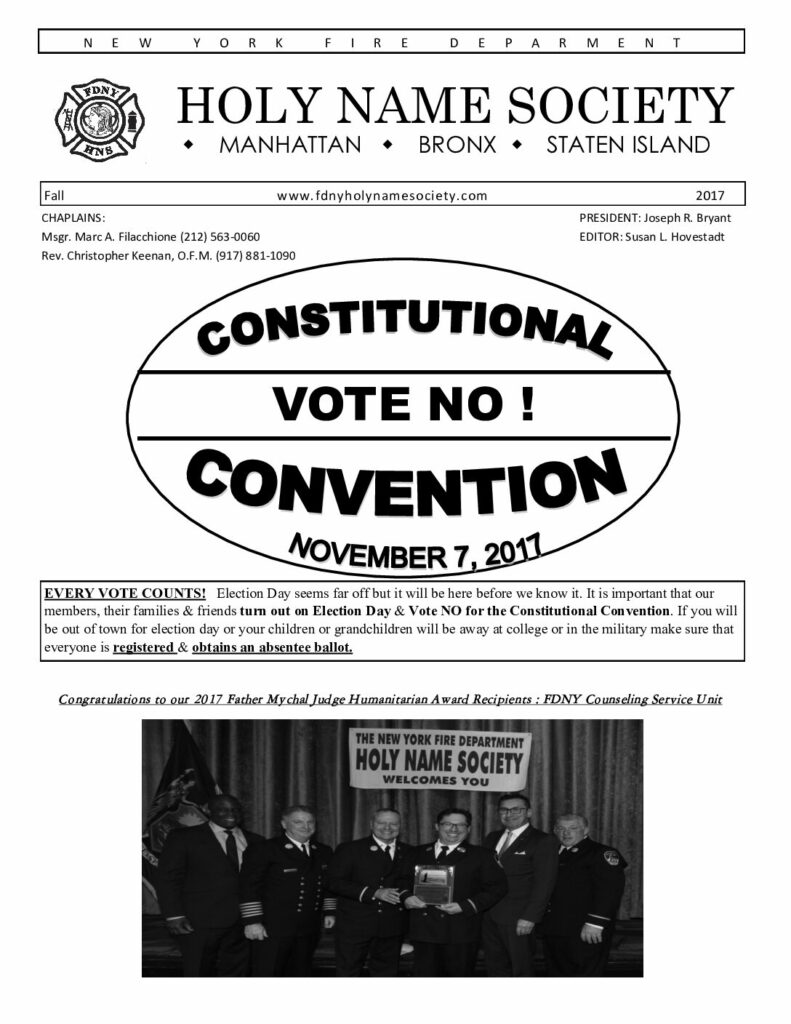 NEW YORK FIRE DEPARMENT
FDNY
HNS
HOLY NAME SOCIETY
◆ MANHATTAN ◆ BRONX ◆ STATEN ISLAND
Fall www.fdnyholynamesociety.com 2017
CHAPLAINS: PRESIDENT: Joseph R. Bryant
Msgr. Marc A. Filacchione (212) 563-0060 EDITOR: Susan L. Hovestadt
Rev. Christopher Keenan, O.F.M. (917) 881-1090
CONSTITUTIONAL
VOTE NO !
CONVENTION
NOVEMBER 7, 2017
EVERY VOTE COUNTS! Election Day seems far off but it will be here before we know it. It is important that our
members, their families & friends turn out on Election Day & Vote NO for the Constitutional Convention. If you will
be out of town for election day or your children or grandchildren will be away at college or in the military make sure that
everyone is registered & obtains an absentee ballot.
Congratulations to our 2017 Father Mychal Judge Humanitarian Award Recipients : FDNY Counseling Service Unit
THE NEW YORK FIRE DEPARTMENT
HOLY NAME SOCIETY
WELCOMES YOU